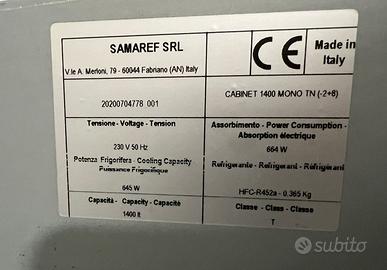 SAMAREF SRL
V.le A. Merloni, 79 - 60044 Fabriano (AN) Italy
CE
Made in
Italy
20200704778 001
CABINET 1400 MONO TN (-2+8)
Tensione - Voltage - Tension
230 V 50 Hz
Assorbimento - Power Consumption -
Absorption électrique
664 W
Potenza Frigorifera - Cooling Capacity
Puissance Frigorifique
645 W
Refrigerante - Refrigerant - Réfrigérant
HFC-R452a - 0.365 Kg
Capacità - Capacity - Capacité
1400 lt
Classe - Class - Classe
T
subito